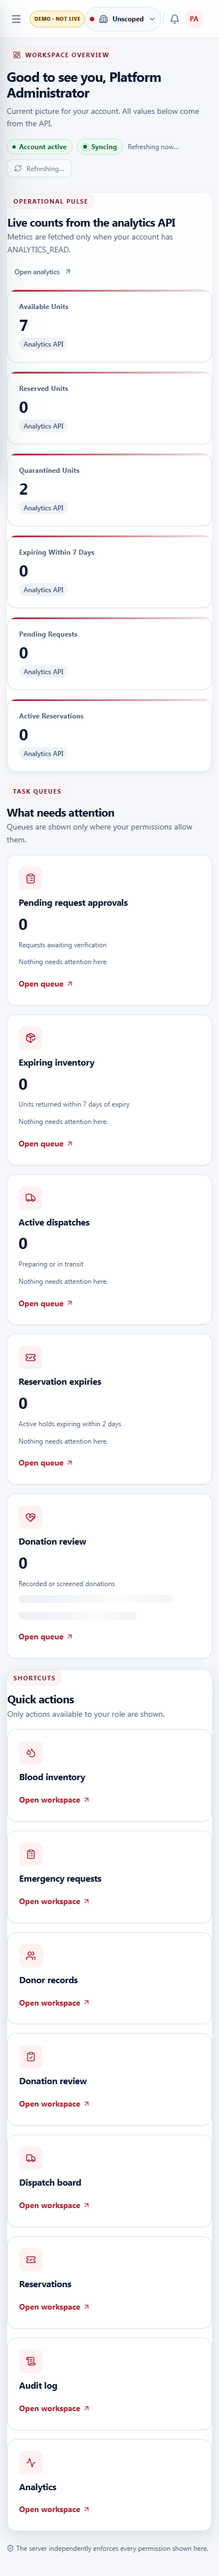 DEMO - NOT LIVE
Unscoped
PA
WORKSPACE OVERVIEW
Good to see you, Platform
Administrator
Current picture for your account. All values below come
from the API.
Account active
Syncing
Refreshing now...
Refreshing...
OPERATIONAL PULSE
Live counts from the analytics API
Metrics are fetched only when your account has
ANALYTICS_READ.
Open analytics
Available Units
7
Analytics API
Reserved Units
0
Analytics API
Quarantined Units
2
Analytics API
Expiring Within 7 Days
0
Analytics API
Pending Requests
0
Analytics API
Active Reservations
0
Analytics API
TASK QUEUES
What needs attention
Queues are shown only where your permissions allow
them.
Pending request approvals
0
Requests awaiting verification
Nothing needs attention here.
Open queue
Expiring inventory
0
Units returned within 7 days of expiry
Nothing needs attention here.
Open queue
Active dispatches
0
Preparing or in transit
Nothing needs attention here.
Open queue
Reservation expiries
0
Active holds expiring within 2 days
Nothing needs attention here.
Open queue
Donation review
0
Recorded or screened donations
Open queue
SHORTCUTS
Quick actions
Only actions available to your role are shown.
Blood inventory
Open workspace
Emergency requests
Open workspace
Donor records
Open workspace
Donation review
Open workspace
Dispatch board
Open workspace
Reservations
Open workspace
Audit log
Open workspace
Analytics
Open workspace
The server independently enforces every permission shown here.